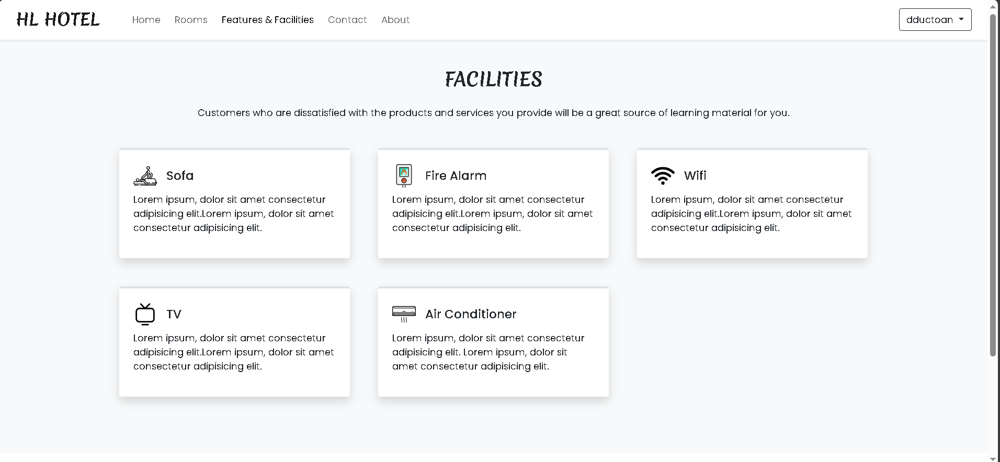 HL HOTEL
Home
Rooms
Features & Facilities
Contact
About
dductoan
FACILITIES
Customers who are dissatisfied with the products and services you provide will be a great source of learning material for you.
Sofa
Lorem ipsum, dolor sit amet consectetur
adipisicing elit.Lorem ipsum, dolor sit amet
consectetur adipisicing elit.
Fire Alarm
Lorem ipsum, dolor sit amet consectetur
adipisicing elit.Lorem ipsum, dolor sit amet
consectetur adipisicing elit.
Wifi
Lorem ipsum, dolor sit amet consectetur
adipisicing elit.Lorem ipsum, dolor sit amet
consectetur adipisicing elit.
TV
Lorem ipsum, dolor sit amet consectetur
adipisicing elit.Lorem ipsum, dolor sit amet
consectetur adipisicing elit.
Air Conditioner
Lorem ipsum, dolor sit amet consectetur
adipisicing elit. Lorem ipsum, dolor sit
amet consectetur adipisicing elit.